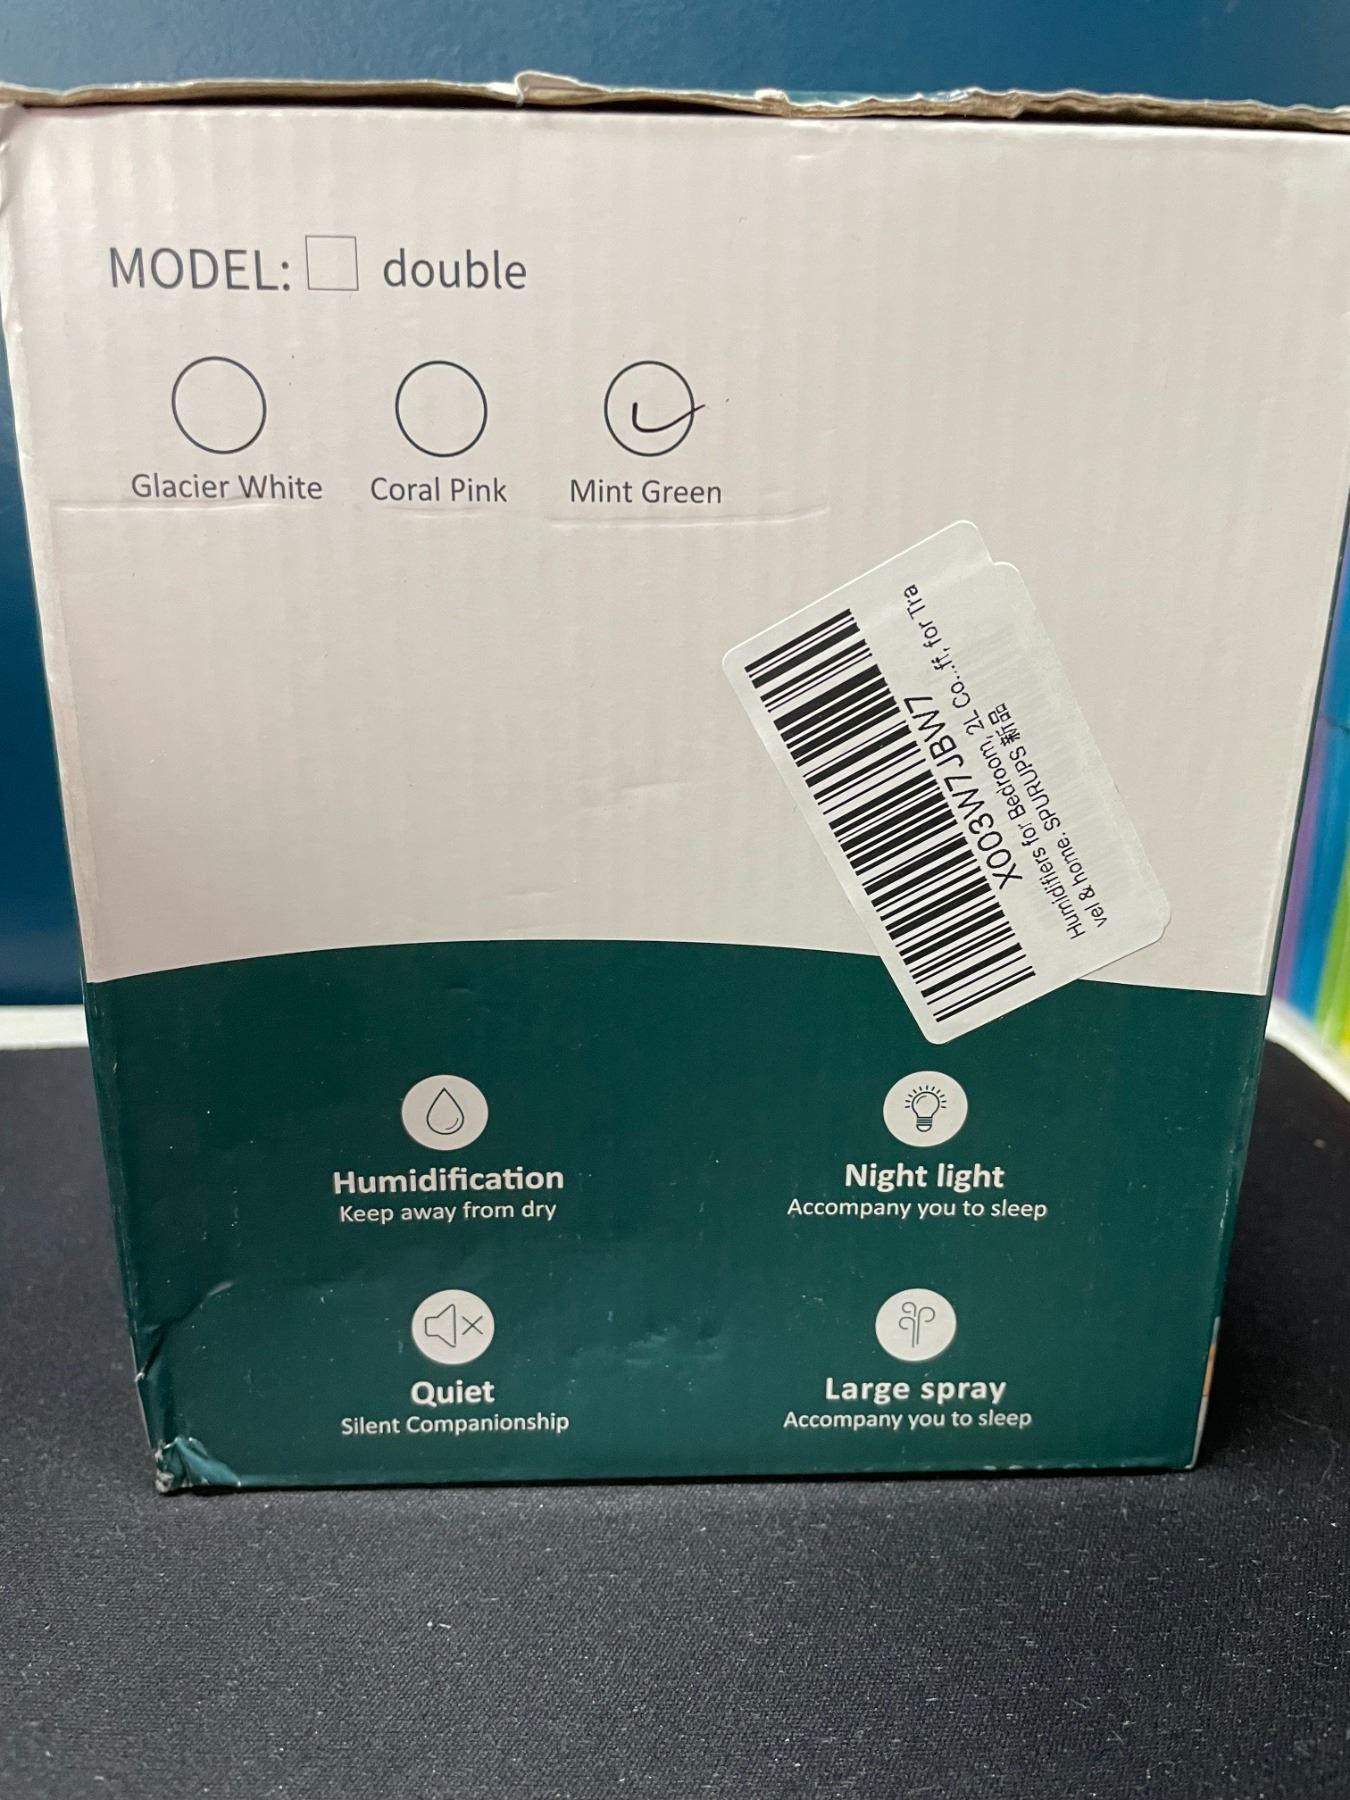 MODEL: double
Glacier White Coral Pink Mint Green
X003W7JBW7
Humidifiers for Bedroom, 2L Co...ff, for Tra
vel & home. SPURUPS 新品
Humidification
Keep away from dry
Night light
Accompany you to sleep
Quiet
Silent Companionship
Large spray
Accompany you to sleep